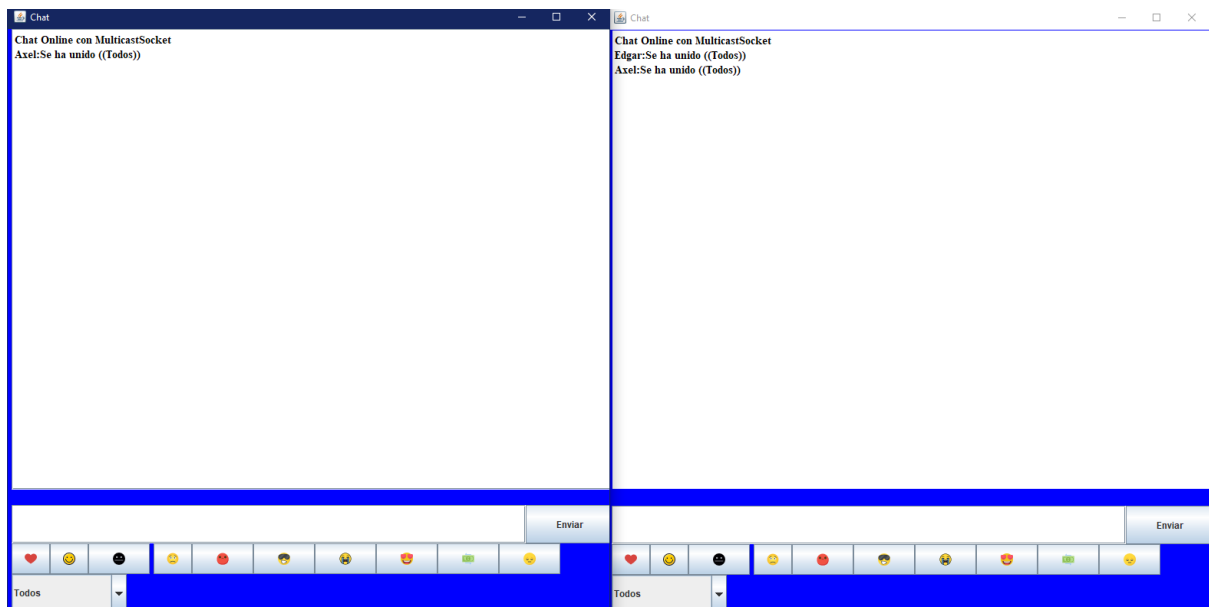 Chat
Chat Online con MulticastSocket
Axel:Se ha unido ((Todos))
Enviar
Todos
Chat
Chat Online con MulticastSocket
Edgar:Se ha unido ((Todos))
Axel:Se ha unido ((Todos))
Enviar
Todos